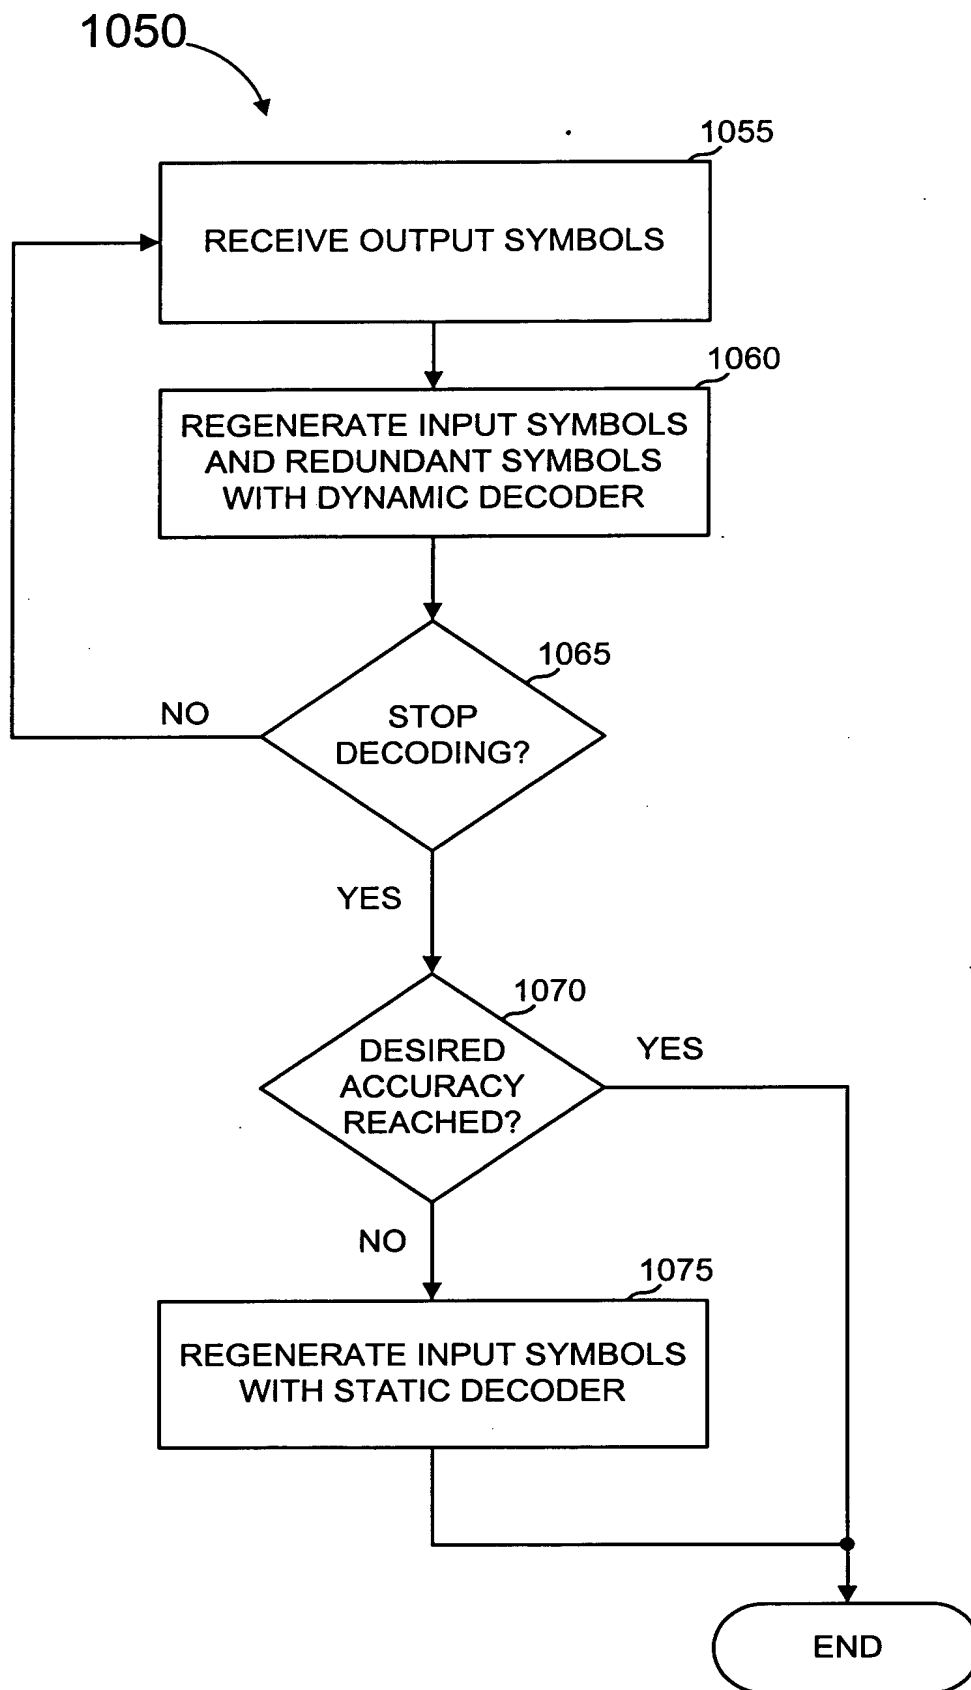 1050
1055
RECEIVE OUTPUT SYMBOLS
1060
REGENERATE INPUT SYMBOLS
AND REDUNDANT SYMBOLS
WITH DYNAMIC DECODER
1065
NO
STOP
DECODING?
YES
1070
DESIRED
ACCURACY
REACHED?
YES
NO
1075
REGENERATE INPUT SYMBOLS
WITH STATIC DECODER
END